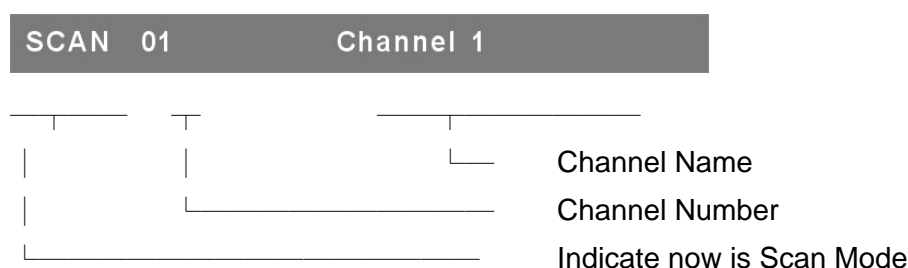 SCAN 01 Channel 1
Channel Name
Channel Number
Indicate now is Scan Mode